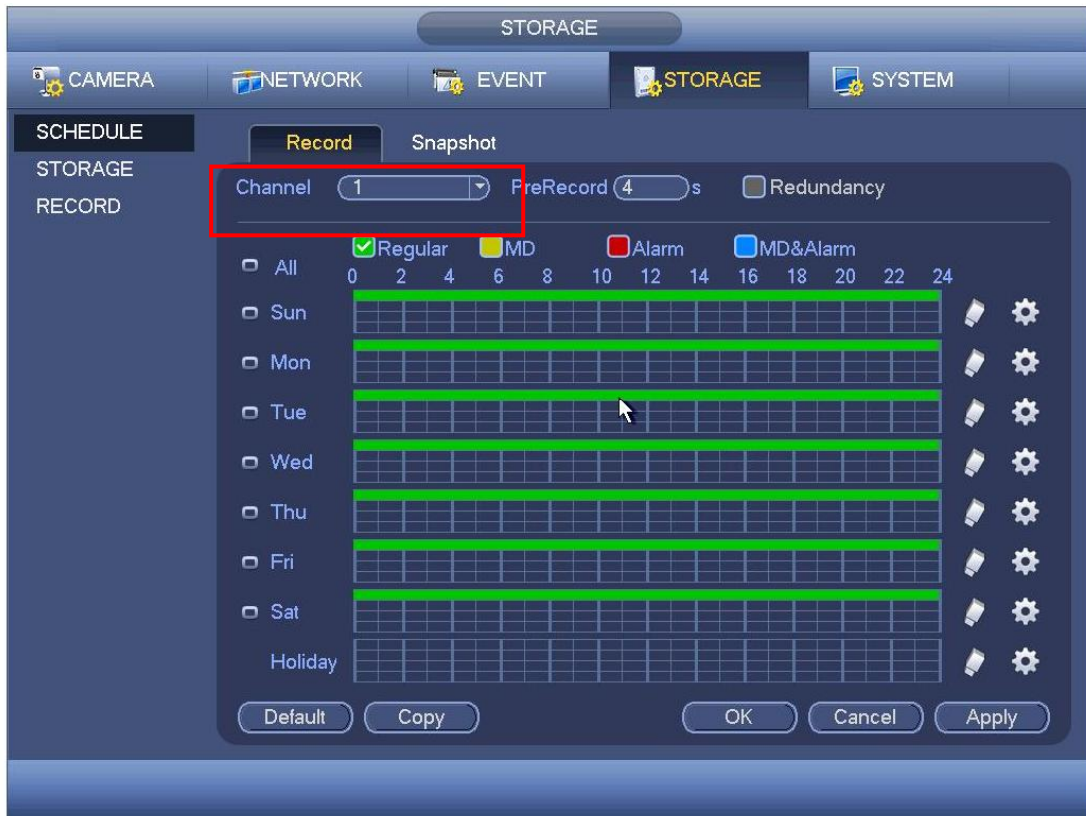 STORAGE
CAMERA NETWORK EVENT STORAGE SYSTEM
SCHEDULE
STORAGE
RECORD
Record Snapshot
Channel 1 PreRecord 4 s Redundancy
All Regular MD Alarm MD&Alarm
0 2 4 6 8 10 12 14 16 18 20 22 24
Sun
Mon
Tue
Wed
Thu
Fri
Sat
Holiday
Default Copy OK Cancel Apply